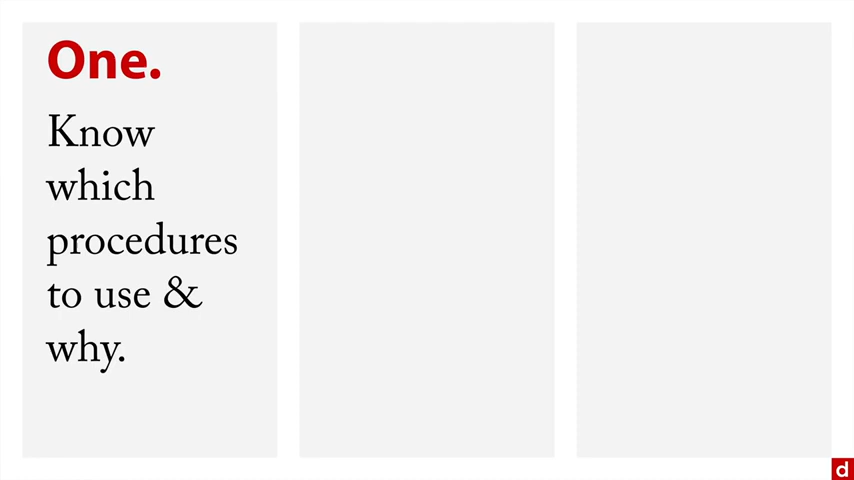 One.
Know
which
procedures
to use &
why.
d